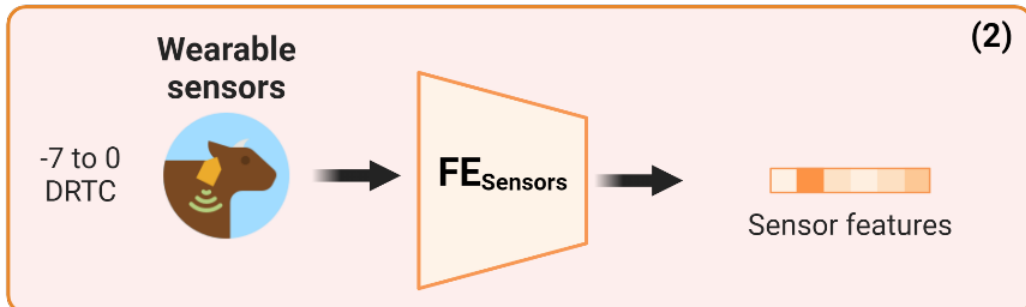 (2)
Wearable
sensors
-7 to 0
DRTC
FESensors
Sensor features